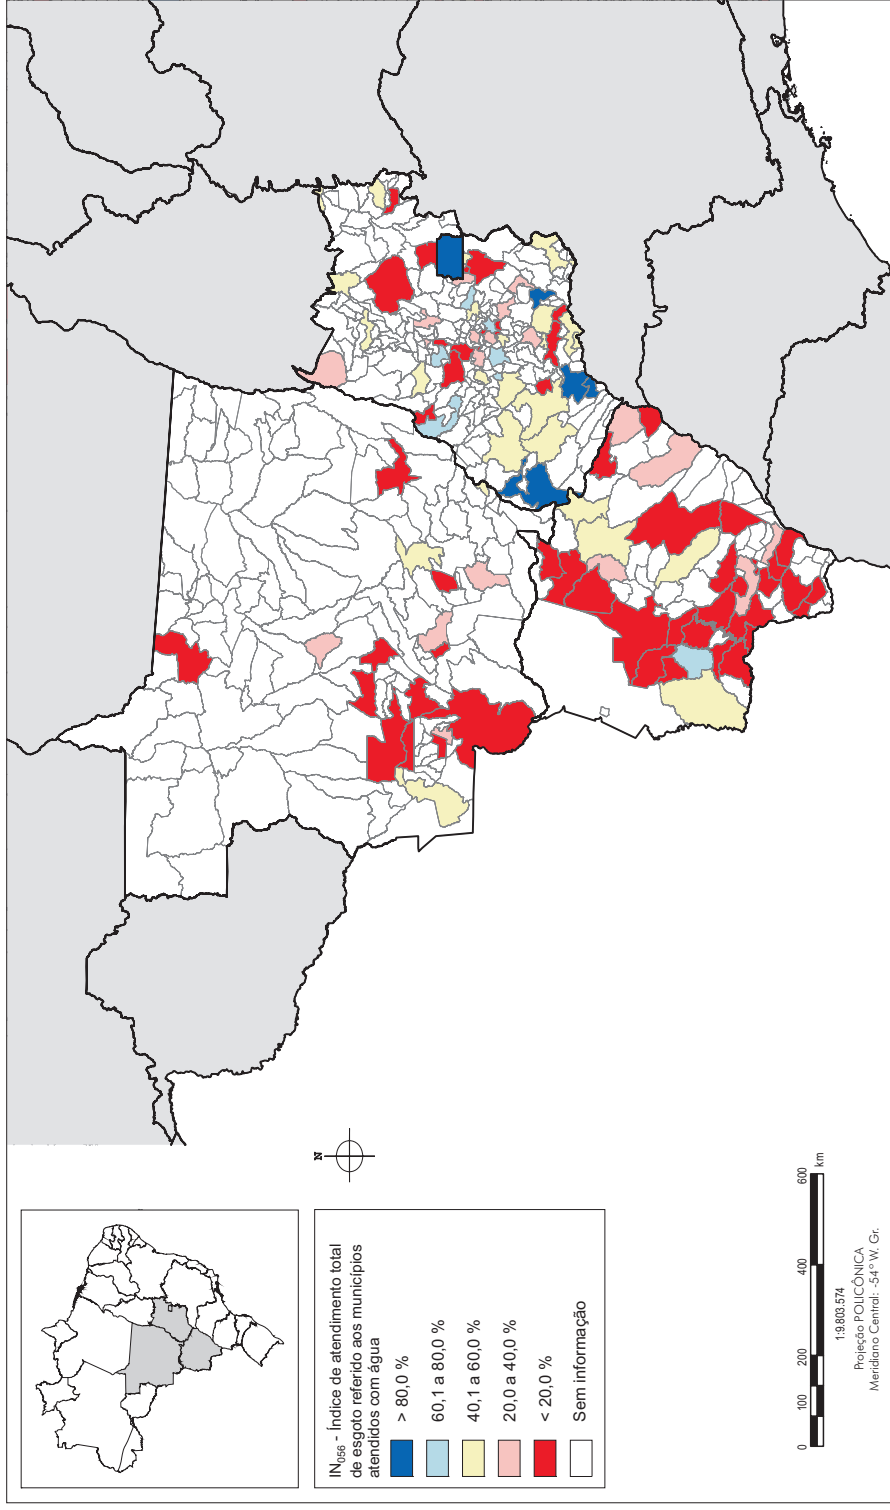 N
IN056 - Índice de atendimento total
de esgoto referido aos municípios
atendidos com água
> 80,0 %
60,1 a 80,0 %
40,1 a 60,0 %
20,0 a 40,0 %
< 20,0 %
Sem informação
0 100 200 400 600
km
1:9.803.574
Projeção POLICÔNICA
Meridiano Central: -54° W. Gr.